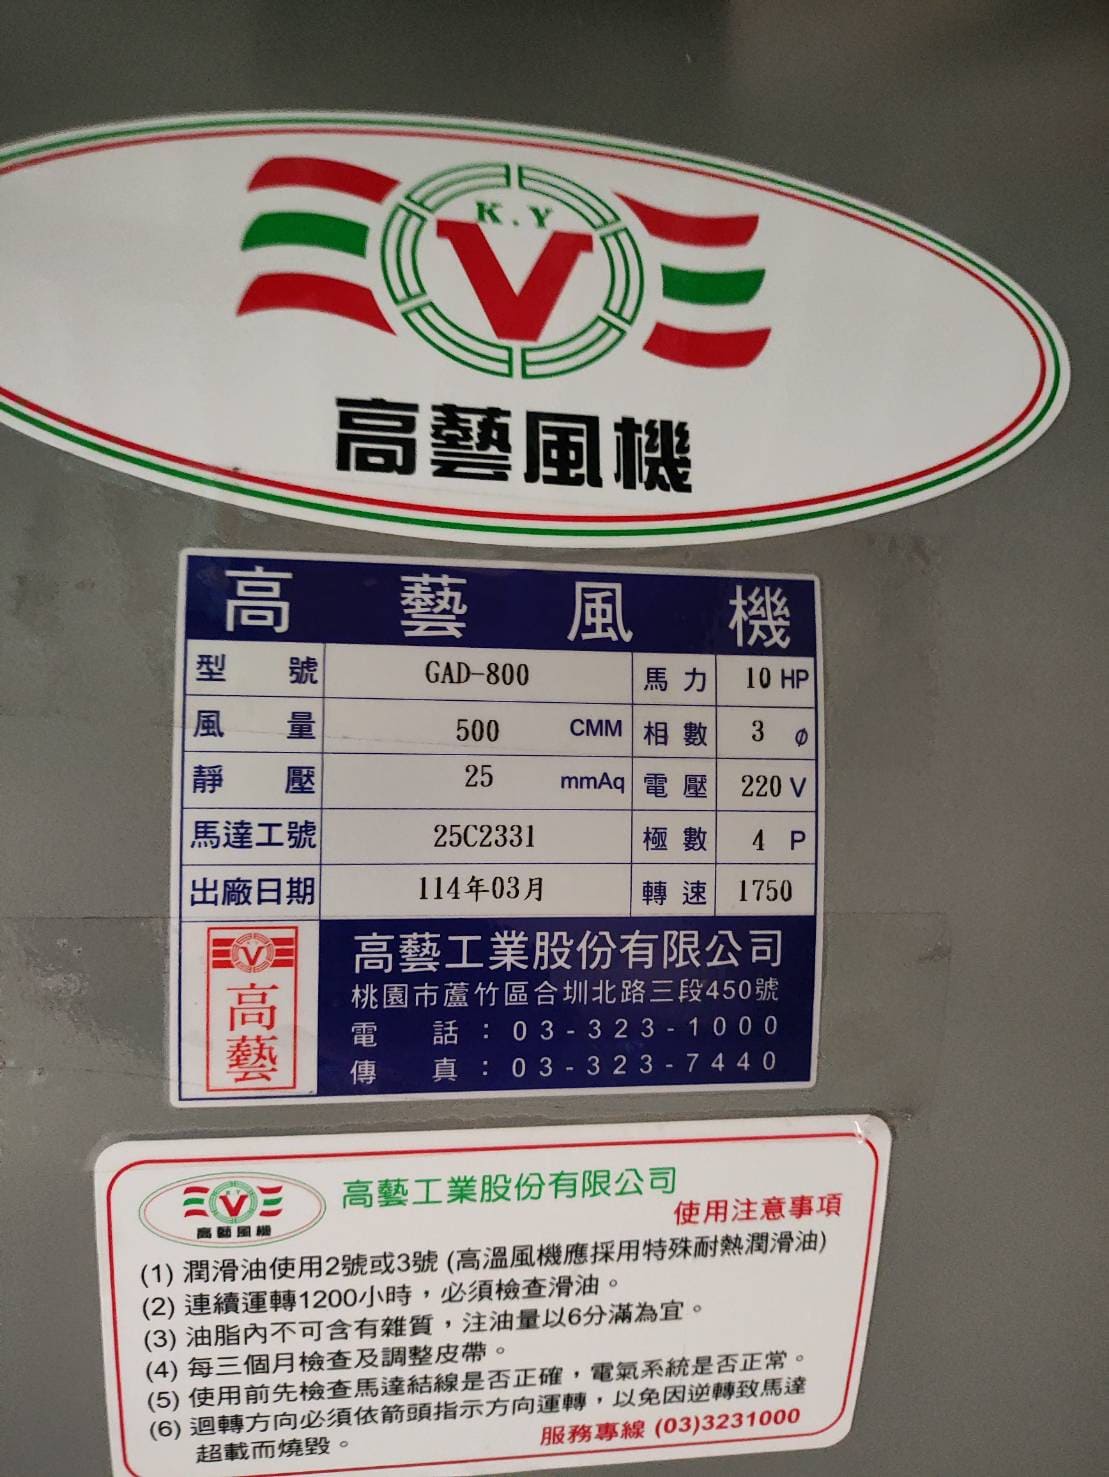 K.Y
V
高藝風機
高藝風機
型號 GAD-800 馬力 10 HP
風量 500 CMM 相數 3 ø
靜壓 25 mmAq 電壓 220 V
馬達工號 25C2331 極數 4 P
出廠日期 114年03月 轉速 1750
V
高藝
高藝工業股份有限公司
桃園市蘆竹區合圳北路三段450號
電話:03-323-1000
傳真:03-323-7440
K Y
V
高藝風機
高藝工業股份有限公司
使用注意事項
(1) 潤滑油使用2號或3號 (高溫風機應採用特殊耐熱潤滑油)
(2) 連續運轉1200小時,必須檢查滑油。
(3) 油脂內不可含有雜質,注油量以6分滿為宜。
(4) 每三個月檢查及調整皮帶。
(5) 使用前先檢查馬達結線是否正確,電氣系統是否正常。
(6) 迴轉方向必須依箭頭指示方向運轉,以免因逆轉致馬達
超載而燒毀。
服務專線 (03)3231000